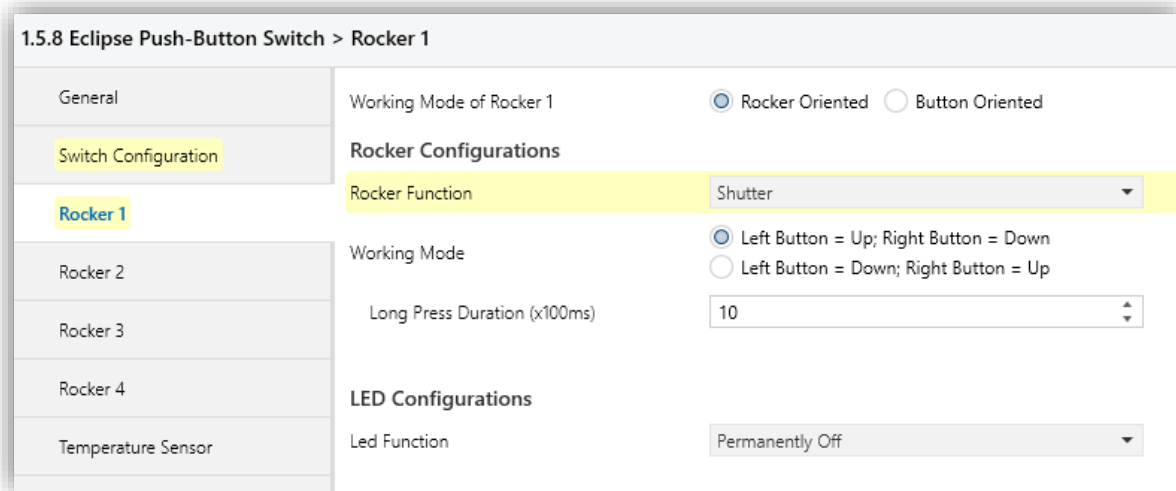 1.5.8 Eclipse Push-Button Switch > Rocker 1
General
Switch Configuration
Rocker 1
Rocker 2
Rocker 3
Rocker 4
Temperature Sensor
Working Mode of Rocker 1 Rocker Oriented Button Oriented
Rocker Configurations
Rocker Function Shutter
Working Mode Left Button = Up; Right Button = Down
Left Button = Down; Right Button = Up
Long Press Duration (x100ms) 10
LED Configurations
Led Function Permanently Off